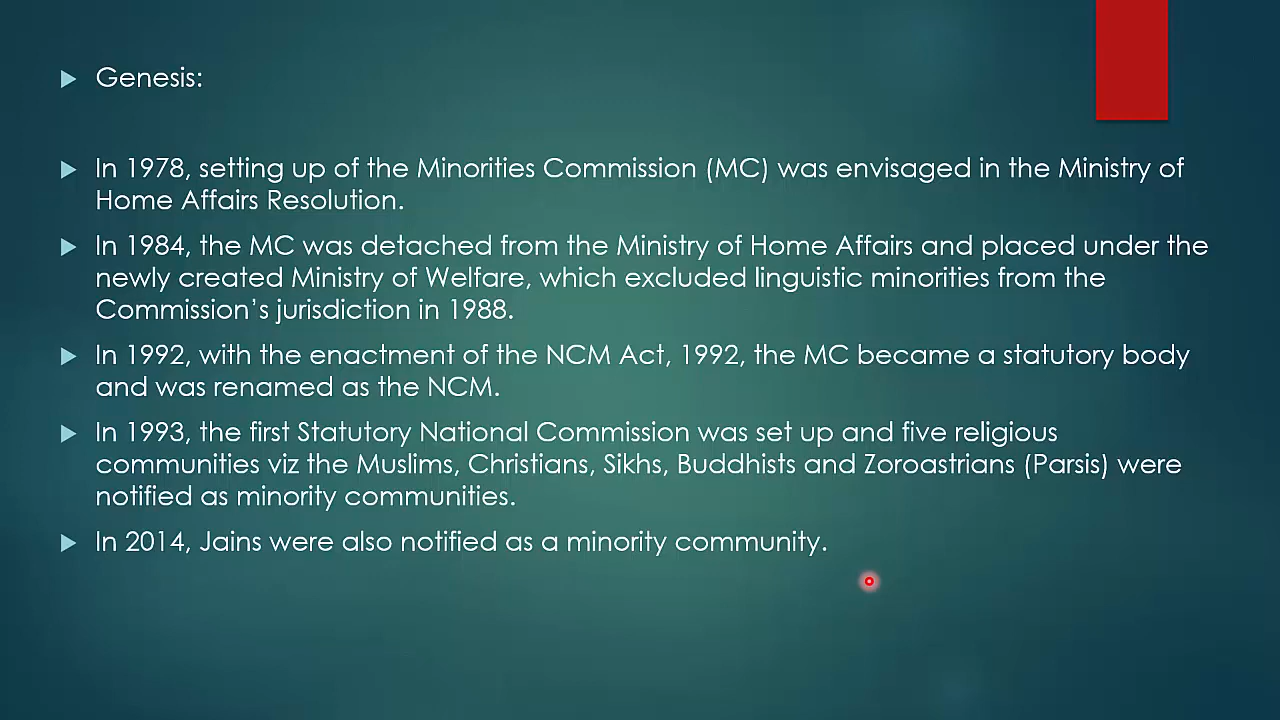 Genesis:
In 1978, setting up of the Minorities Commission (MC) was envisaged in the Ministry of
Home Affairs Resolution.
In 1984, the MC was detached from the Ministry of Home Affairs and placed under the
newly created Ministry of Welfare, which excluded linguistic minorities from the
Commission’s jurisdiction in 1988.
In 1992, with the enactment of the NCM Act, 1992, the MC became a statutory body
and was renamed as the NCM.
In 1993, the first Statutory National Commission was set up and five religious
communities viz the Muslims, Christians, Sikhs, Buddhists and Zoroastrians (Parsis) were
notified as minority communities.
In 2014, Jains were also notified as a minority community.